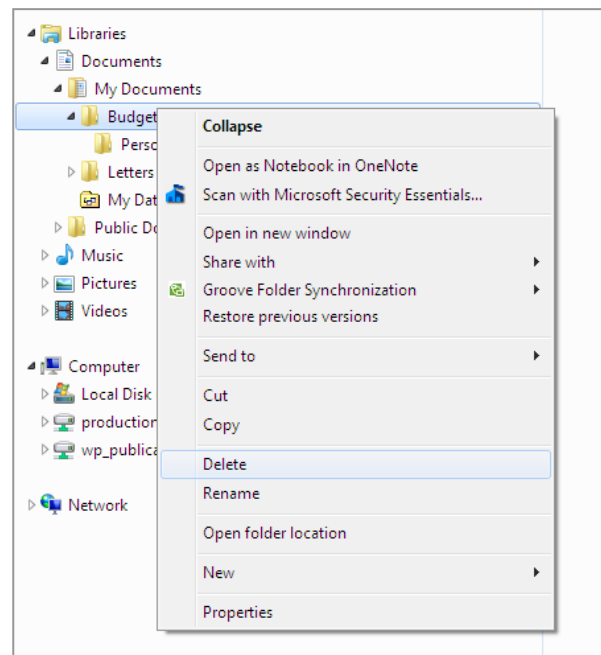 Libraries
Documents
My Documents
Budget
Collapse
Perso
Open as Notebook in OneNote
Letters
Scan with Microsoft Security Essentials...
My Dat
Public Do
Open in new window
Music
Share with
Pictures
Groove Folder Synchronization
Videos
Restore previous versions
Send to
Computer
Local Disk
Cut
production
Copy
wp_publica
Delete
Rename
Network
Open folder location
New
Properties